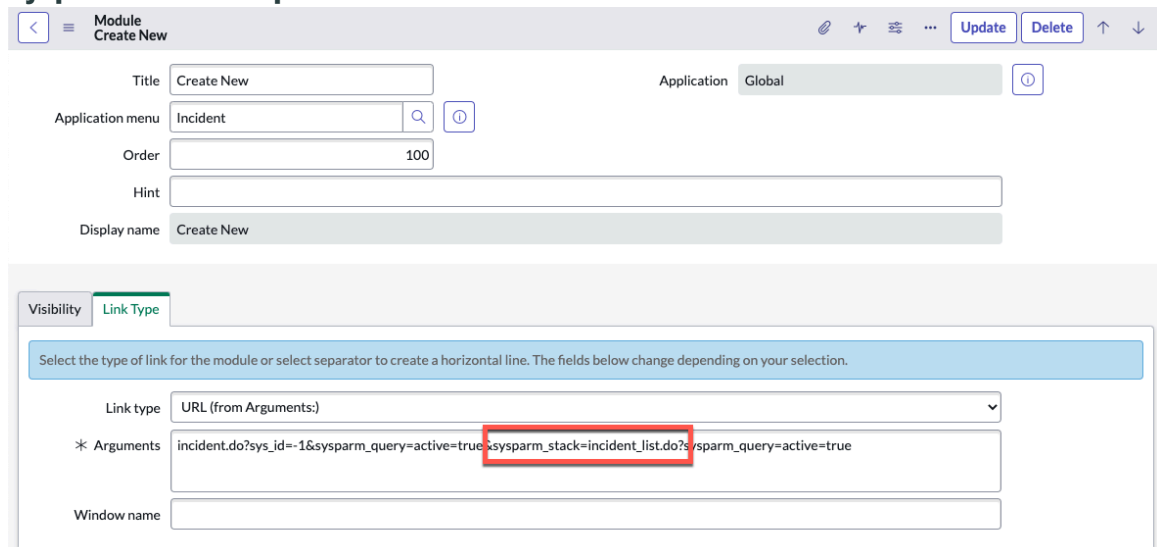 Module
Create New
Update
Delete
Title
Create New
Application
Global
Application menu
Incident
Order
100
Hint
Display name
Create New
Visibility
Link Type
Select the type of link for the module or select separator to create a horizontal line. The fields below change depending on your selection.
Link type
URL (from Arguments:)
Arguments
incident.do?sys_id=-1&sysparm_query=active=true&sysparm_stack=incident_list.do?sysparm_query=active=true
Window name